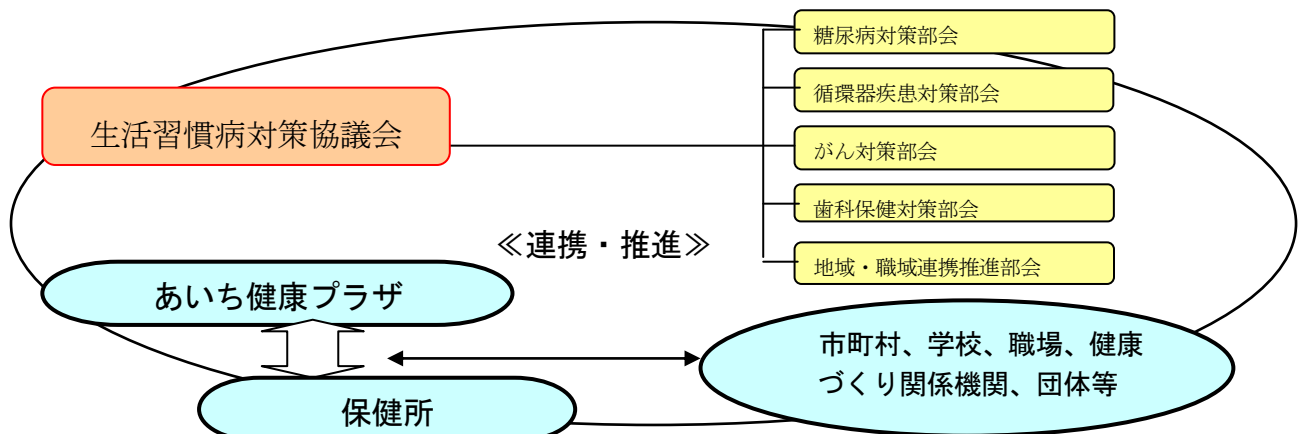 糖尿病対策部会
循環器疾患対策部会
生活習慣病対策協議会
がん対策部会
歯科保健対策部会
≪連携・推進≫
地域・職域連携推進部会
あいち健康プラザ
市町村、学校、職場、健康
づくり関係機関、団体等
保健所